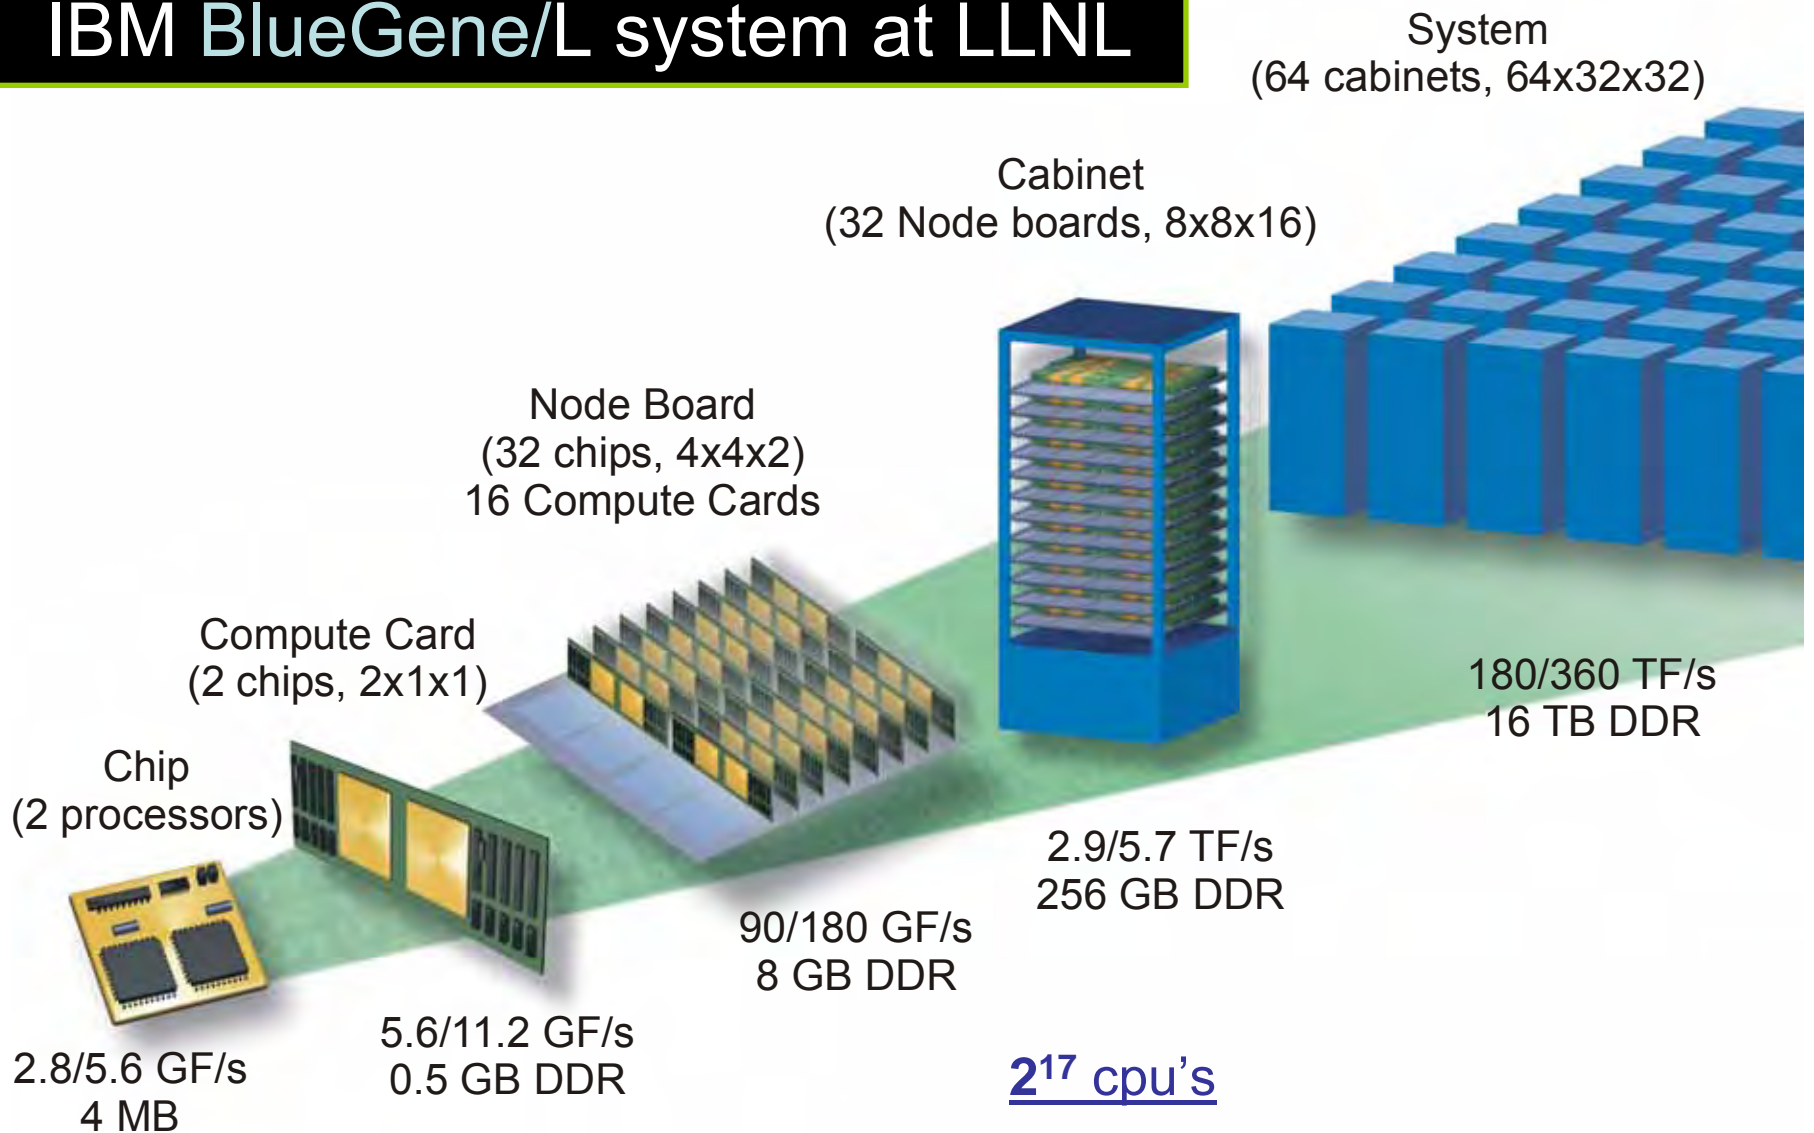 IBM BlueGene/L system at LLNL
System
(64 cabinets, 64x32x32)
Cabinet
(32 Node boards, 8x8x16)
Node Board
(32 chips, 4x4x2)
16 Compute Cards
Compute Card
(2 chips, 2x1x1)
Chip
(2 processors)
180/360 TF/s
16 TB DDR
2.9/5.7 TF/s
256 GB DDR
90/180 GF/s
8 GB DDR
5.6/11.2 GF/s
0.5 GB DDR
2.8/5.6 GF/s
4 MB
2¹⁷ cpu’s